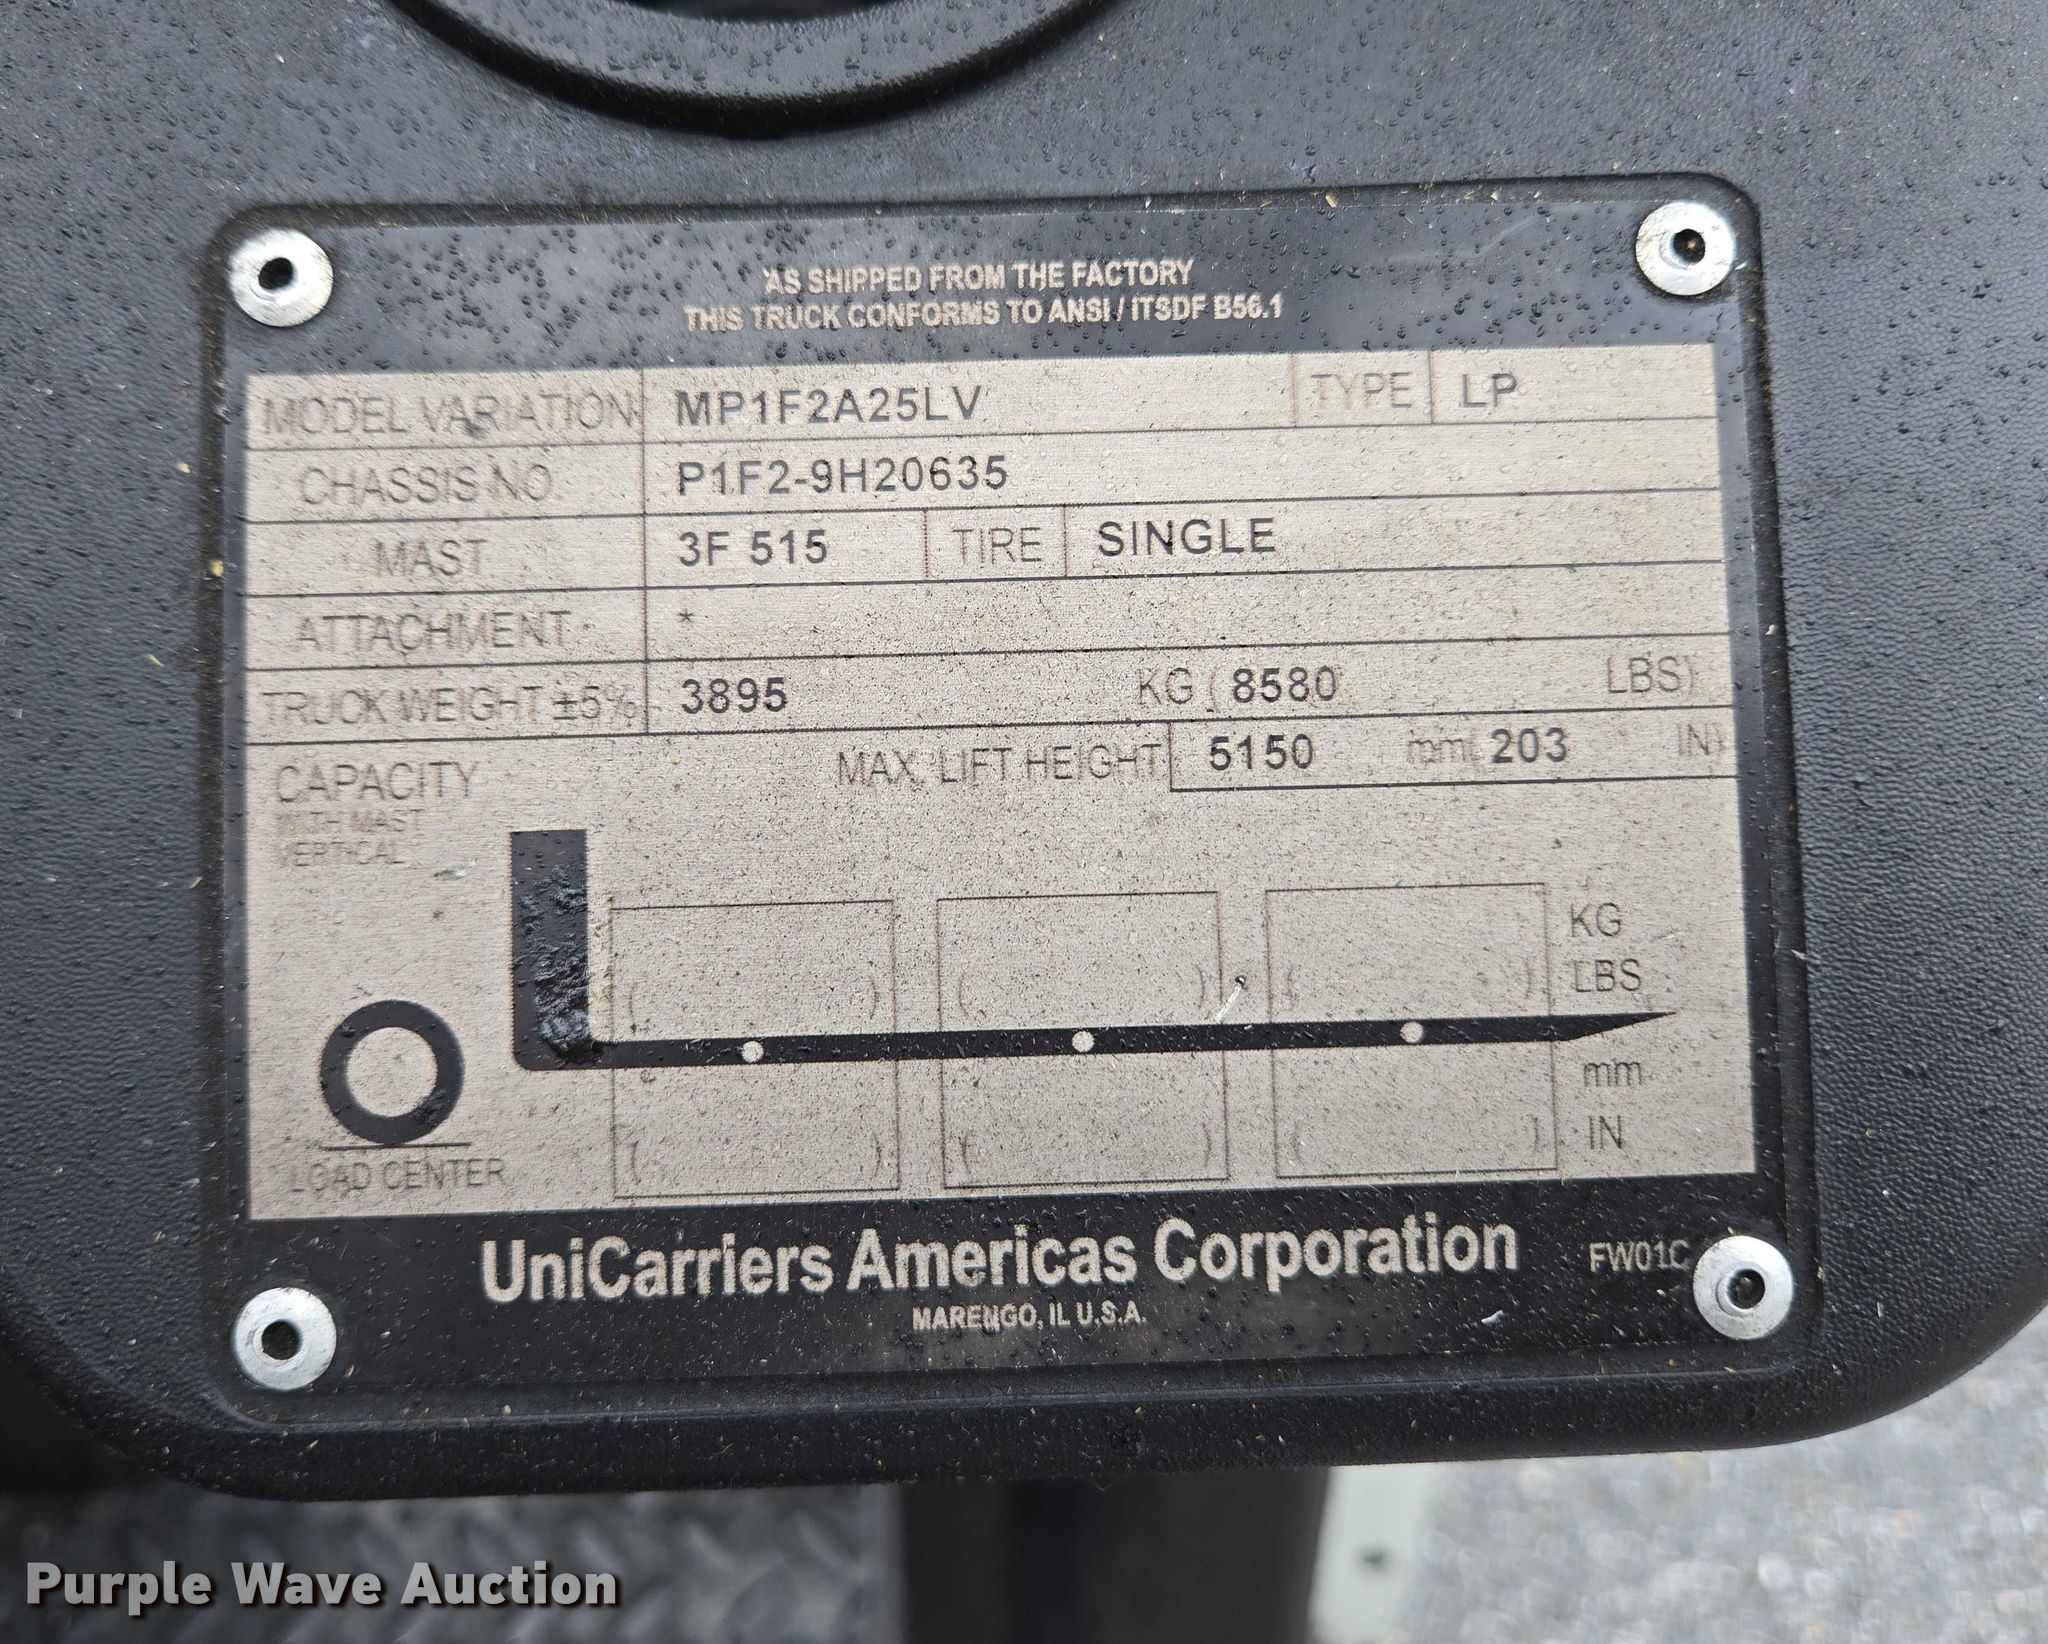 AS SHIPPED FROM THE FACTORY
THIS TRUCK CONFORMS TO ANSI / ITSDF B56.1
MODEL VARIATION MP1F2A25LV TYPE LP
CHASSIS NO. P1F2-9H20635
MAST 3F 515 TIRE SINGLE
ATTACHMENT *
TRUCK WEIGHT ±5% 3895 KG ( 8580 LBS)
CAPACITY MAX. LIFT HEIGHT 5150 mm( 203 IN)
WITH MAST
VERTICAL
KG
( ) ( ) ( ) LBS
mm
( ) ( ) ( ) IN
LOAD CENTER
UniCarriers Americas Corporation FW01C
MARENGO, IL U.S.A.
Purple Wave Auction